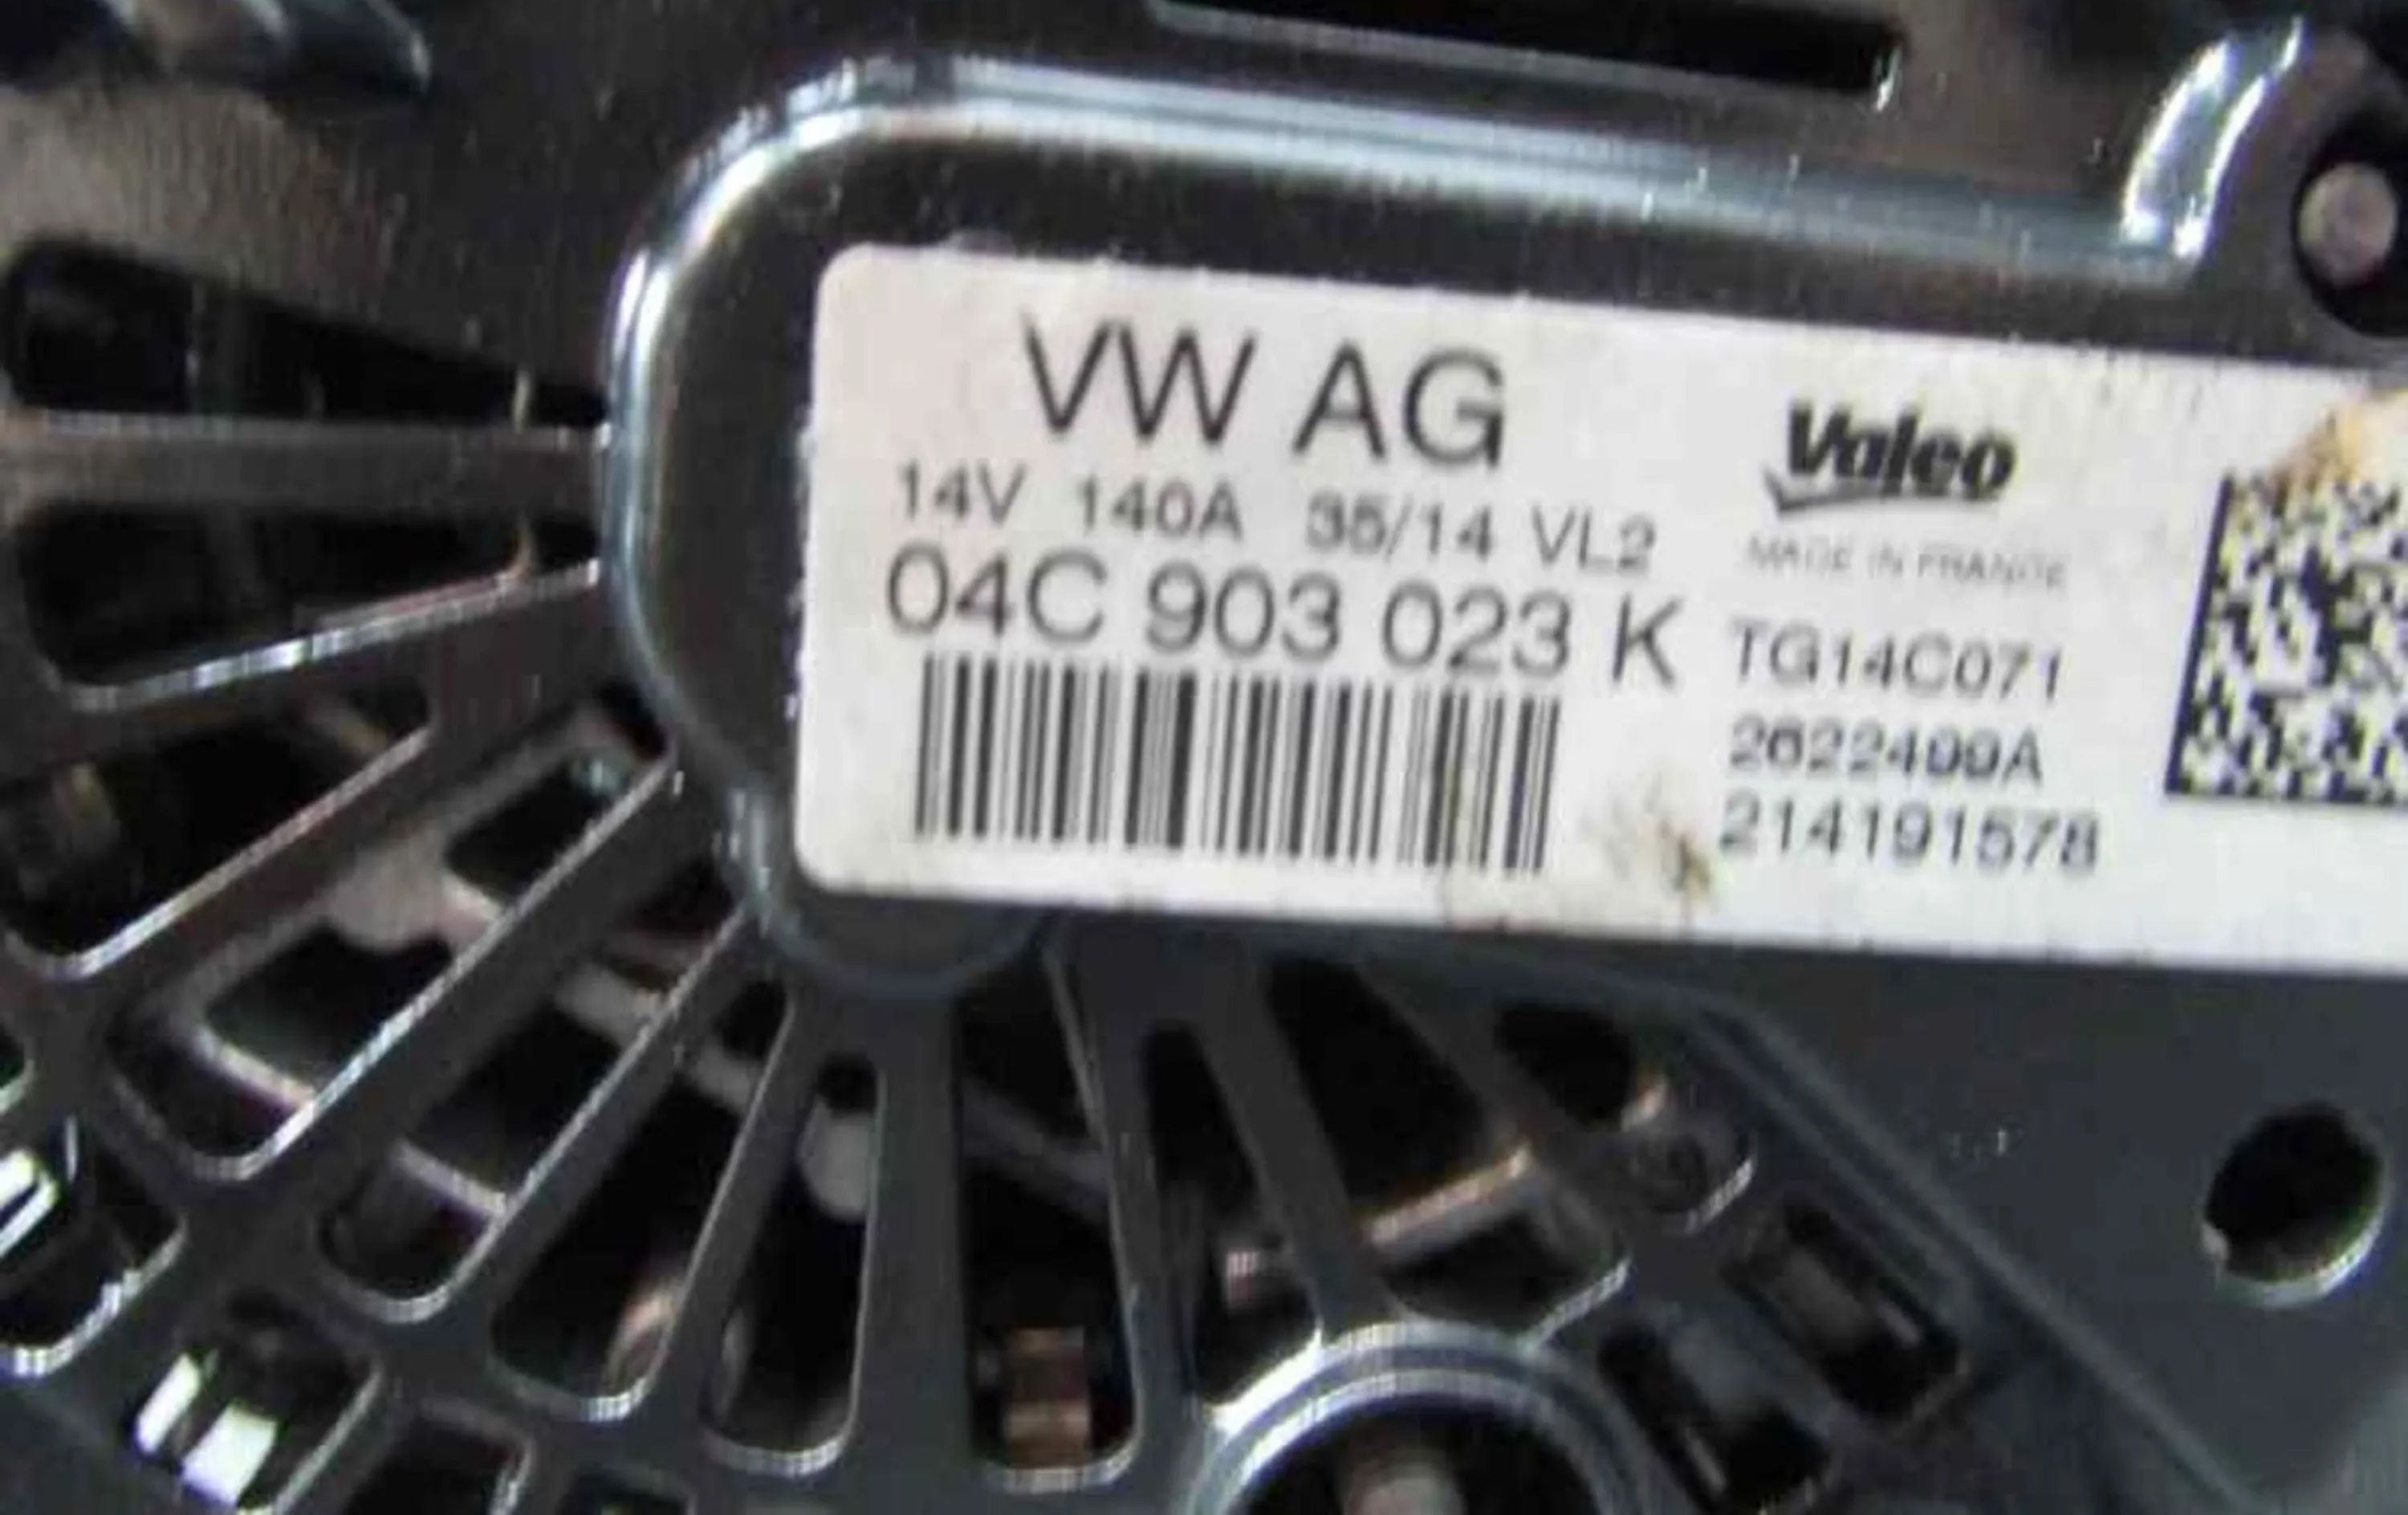 VW AG
14V 140A 35/14 VL2
04C 903 023 K
Valeo
MADE IN FRANCE
TG14C071
2622499A
214191578